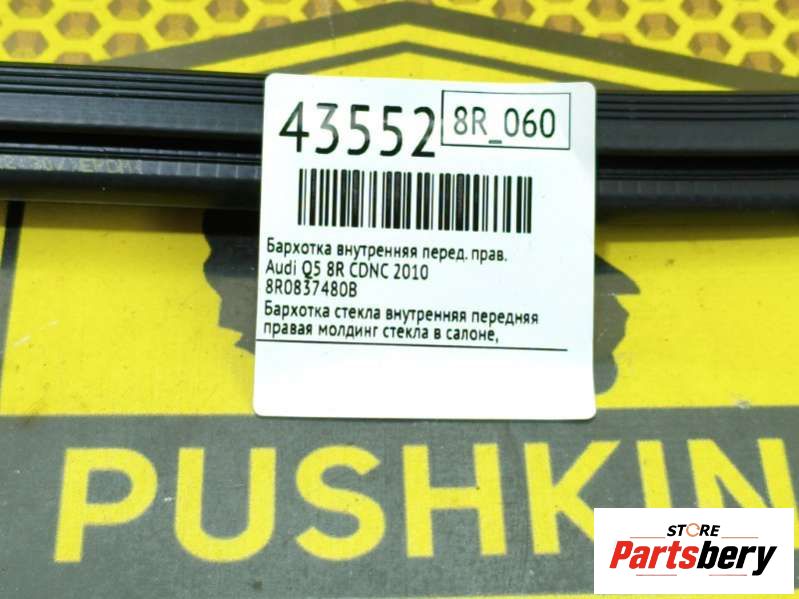 43552
8R_060
Бархотка внутренняя перед. прав.
Audi Q5 8R CDNC 2010
8R0837480B
Бархотка стекла внутренняя передняя
правая молдинг стекла в салоне,
PUSHKIN
STORE
Partsbery